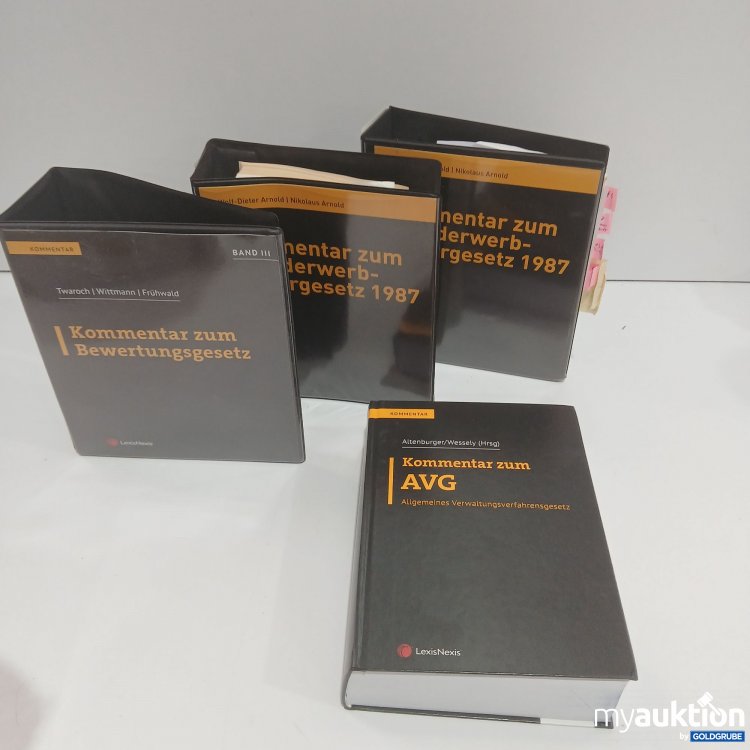 KOMMENTAR
BAND III
Twaroch | Wittmann | Frühwald
Kommentar zum
Bewertungsgesetz
LexisNexis
Dieter Arnold | Nikolaus Arnold
mentar zum
derwerb-
rgesetz 1987
Nikolaus Arnold
mentar zum
derwerb-
rgesetz 1987
KOMMENTAR
Altenburger/Wessely (Hrsg)
Kommentar zum
AVG
Allgemeines Verwaltungsverfahrensgesetz
LexisNexis
myauktion
by GOLDGRUBE